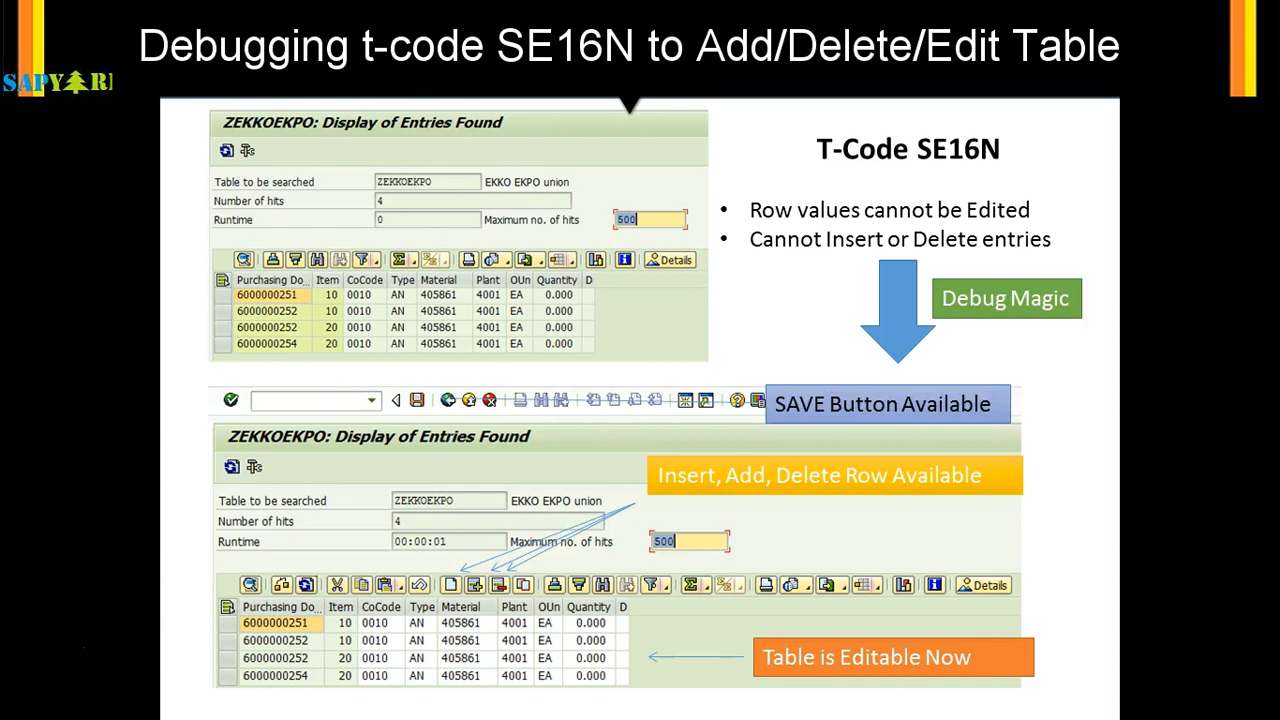 Debugging t-code SE16N to Add/Delete/Edit Table
SAPYARI
ZEKKOEKPO: Display of Entries Found
Table to be searched ZEKKOEKPO EKKO EKPO union
Number of hits 4
Runtime 0 Maximum no. of hits 500
Details
Purchasing Do... Item CoCode Type Material Plant OUn Quantity D
6000000251 10 0010 AN 405861 4001 EA 0.000
6000000252 10 0010 AN 405861 4001 EA 0.000
6000000252 20 0010 AN 405861 4001 EA 0.000
6000000254 20 0010 AN 405861 4001 EA 0.000
T-Code SE16N
• Row values cannot be Edited
• Cannot Insert or Delete entries
Debug Magic
SAVE Button Available
ZEKKOEKPO: Display of Entries Found
Insert, Add, Delete Row Available
Table to be searched ZEKKOEKPO EKKO EKPO union
Number of hits 4
Runtime 00:00:01 Maximum no. of hits 500
Details
Purchasing Do... Item CoCode Type Material Plant OUn Quantity D
6000000251 10 0010 AN 405861 4001 EA 0.000
6000000252 10 0010 AN 405861 4001 EA 0.000
6000000252 20 0010 AN 405861 4001 EA 0.000
6000000254 20 0010 AN 405861 4001 EA 0.000
Table is Editable Now